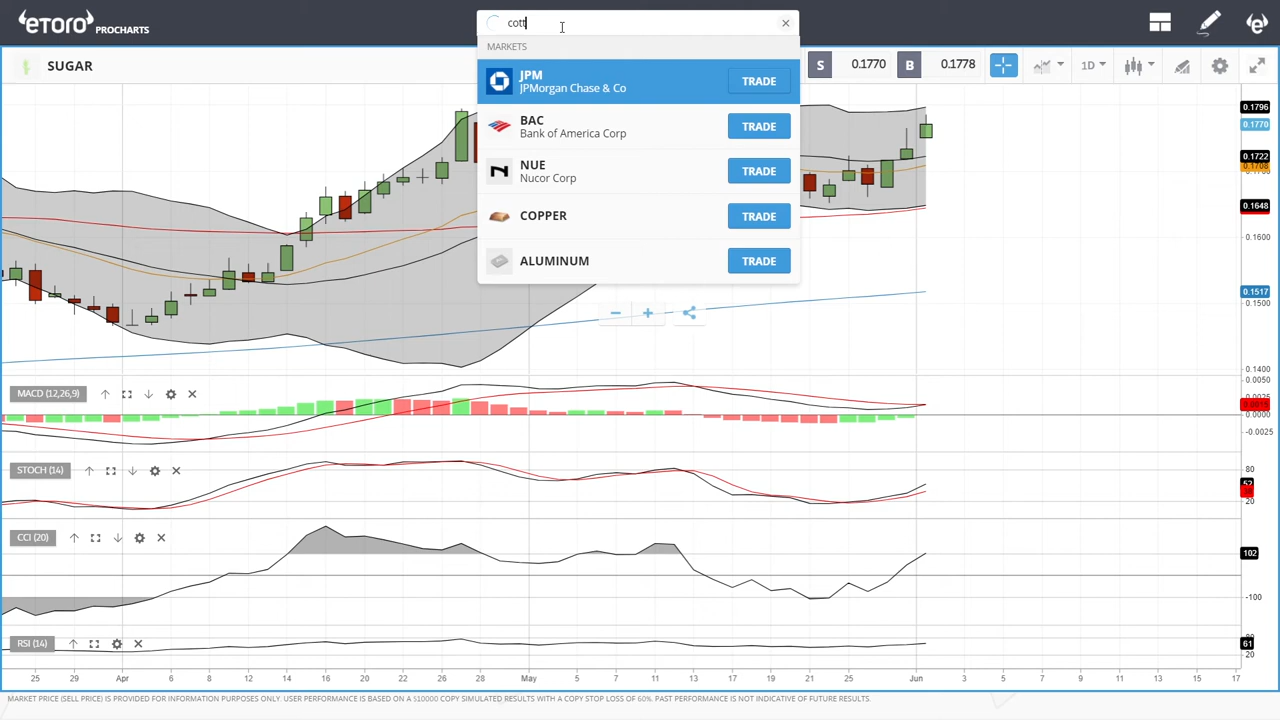 eTORO PROCHARTS
cott
MARKETS
JPM
JPMorgan Chase & Co
TRADE
BAC
Bank of America Corp
TRADE
NUE
Nucor Corp
TRADE
COPPER
TRADE
ALUMINUM
TRADE
SUGAR
S 0.1770 B 0.1778 1D
0.1796
0.1770
0.1722
0.1648
0.1600
0.1517
0.1500
0.1400
MACD (12,26,9)
0.0050
0.0000
-0.0025
STOCH (14)
80
52
20
CCI (20)
102
-100
RSI (14)
61
20
25 29 Apr 6 8 12 14 16 20 22 26 28 May 5 7 11 13 17 19 21 25 27 Jun 3 7 9 11 15 17
MARKET PRICE (SELL PRICE) IS PROVIDED FOR INFORMATION PURPOSES ONLY. USER PERFORMANCE IS BASED ON A $10000 COPY SIMULATED RESULTS WITH A COPY STOP LOSS OF 60%. PAST PERFORMANCE IS NOT INDICATIVE OF FUTURE RESULTS.